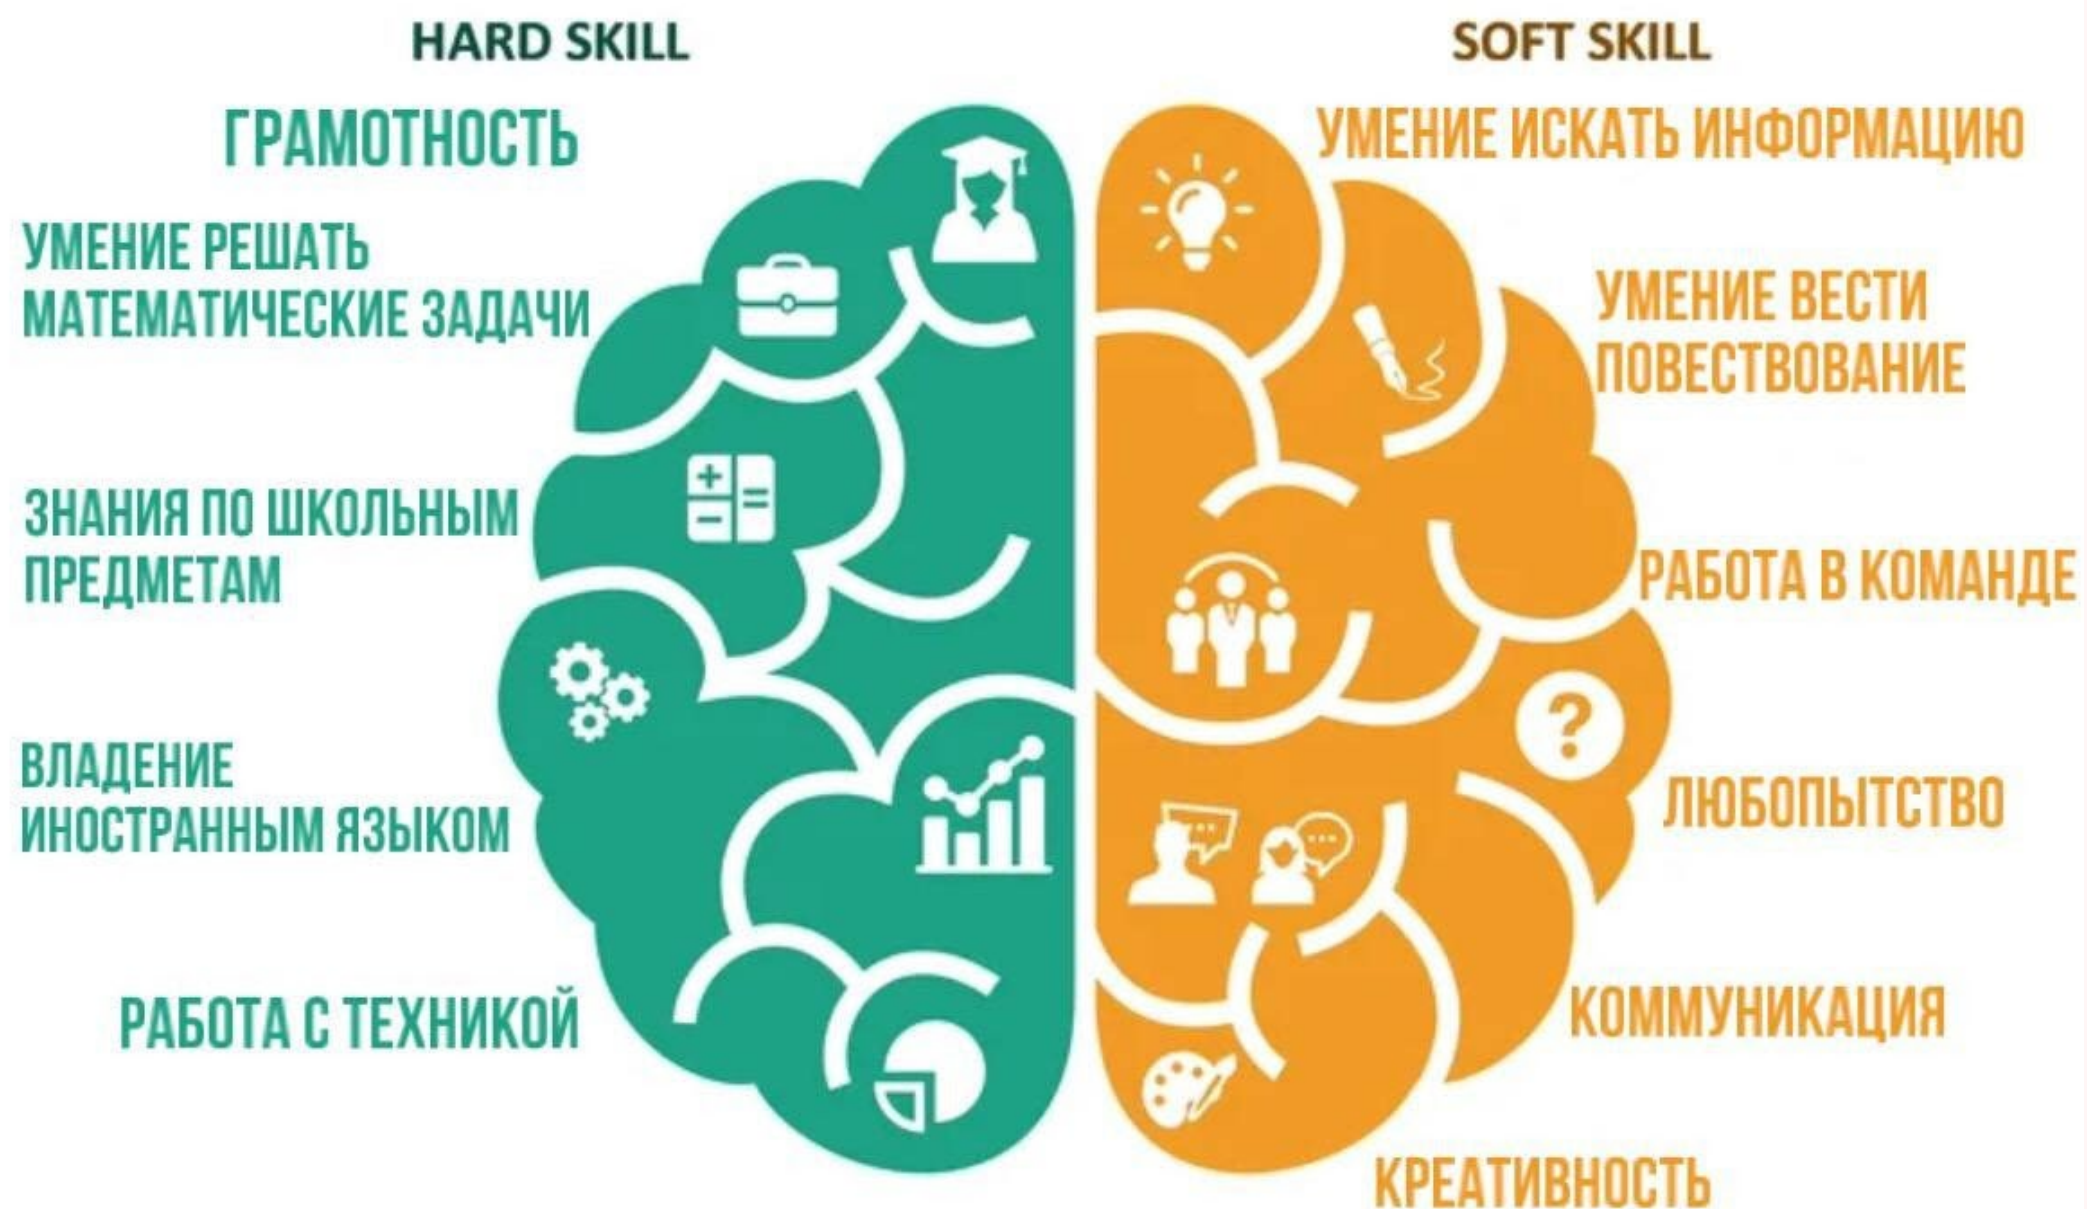 HARD SKILL
ГРАМОТНОСТЬ
УМЕНИЕ РЕШАТЬ
МАТЕМАТИЧЕСКИЕ ЗАДАЧИ
ЗНАНИЯ ПО ШКОЛЬНЫМ
ПРЕДМЕТАМ
ВЛАДЕНИЕ
ИНОСТРАННЫМ ЯЗЫКОМ
РАБОТА С ТЕХНИКОЙ
SOFT SKILL
УМЕНИЕ ИСКАТЬ ИНФОРМАЦИЮ
УМЕНИЕ ВЕСТИ
ПОВЕСТВОВАНИЕ
РАБОТА В КОМАНДЕ
ЛЮБОПЫТСТВО
КОММУНИКАЦИЯ
КРЕАТИВНОСТЬ